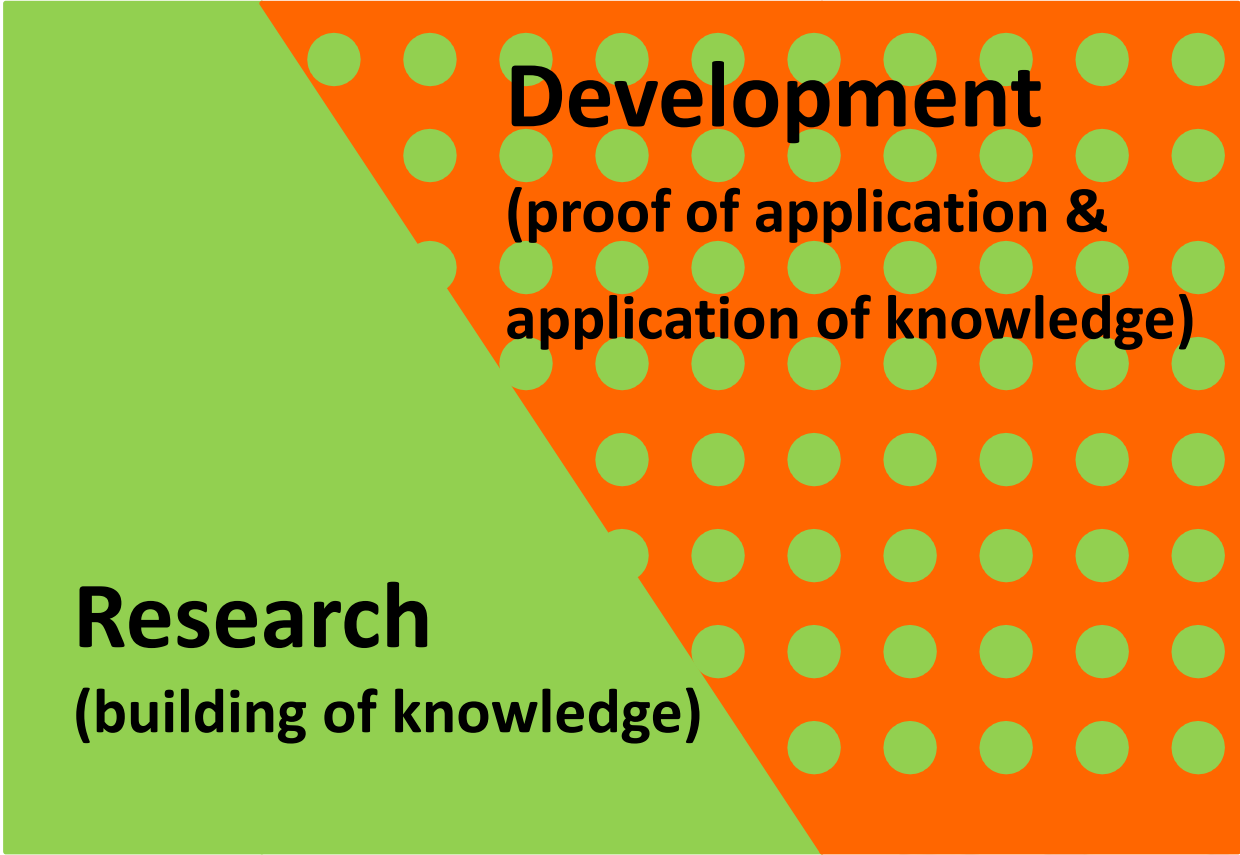 Development
(proof of application &
application of knowledge)
Research
(building of knowledge)